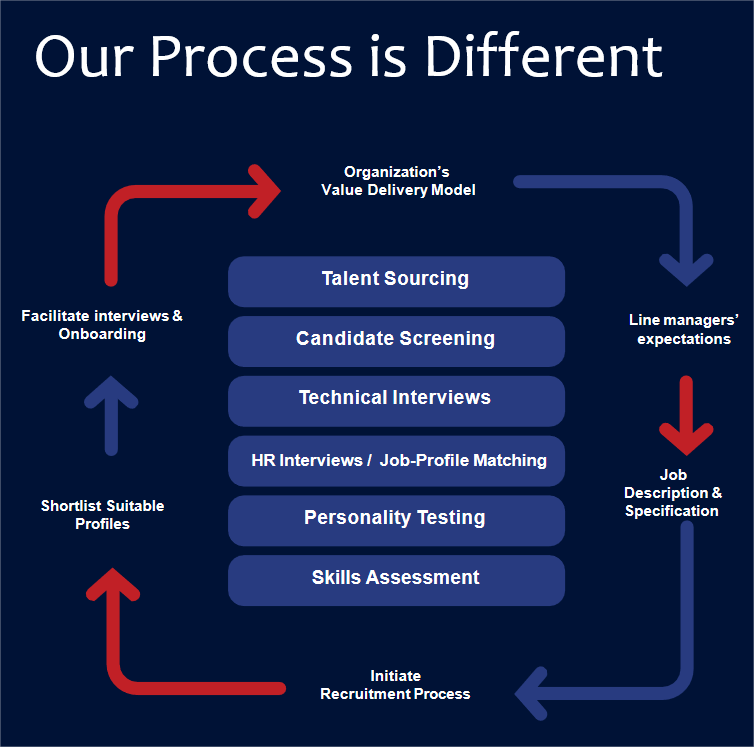 Our Process is Different
Organization’s
Value Delivery Model
Line managers’
expectations
Job
Description &
Specification
Initiate
Recruitment Process
Shortlist Suitable
Profiles
Facilitate interviews &
Onboarding
Talent Sourcing
Candidate Screening
Technical Interviews
HR Interviews / Job-Profile Matching
Personality Testing
Skills Assessment